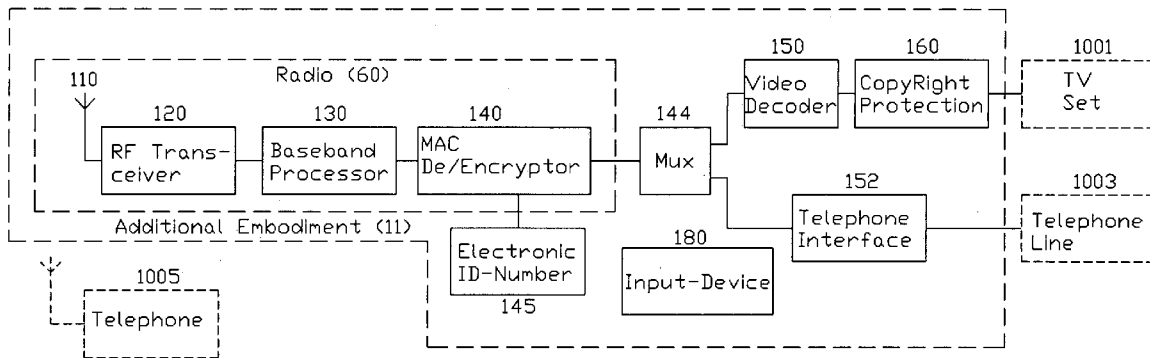 Radio (60)
110
120
RF Trans-
ceiver
130
Baseband
Processor
140
MAC
De/Encryptor
144
Mux
150
Video
Decoder
160
CopyRight
Protection
1001
TV
Set
152
Telephone
Interface
1003
Telephone
Line
Additional Embodiment (11)
Electronic
ID-Number
145
180
Input-Device
1005
Telephone